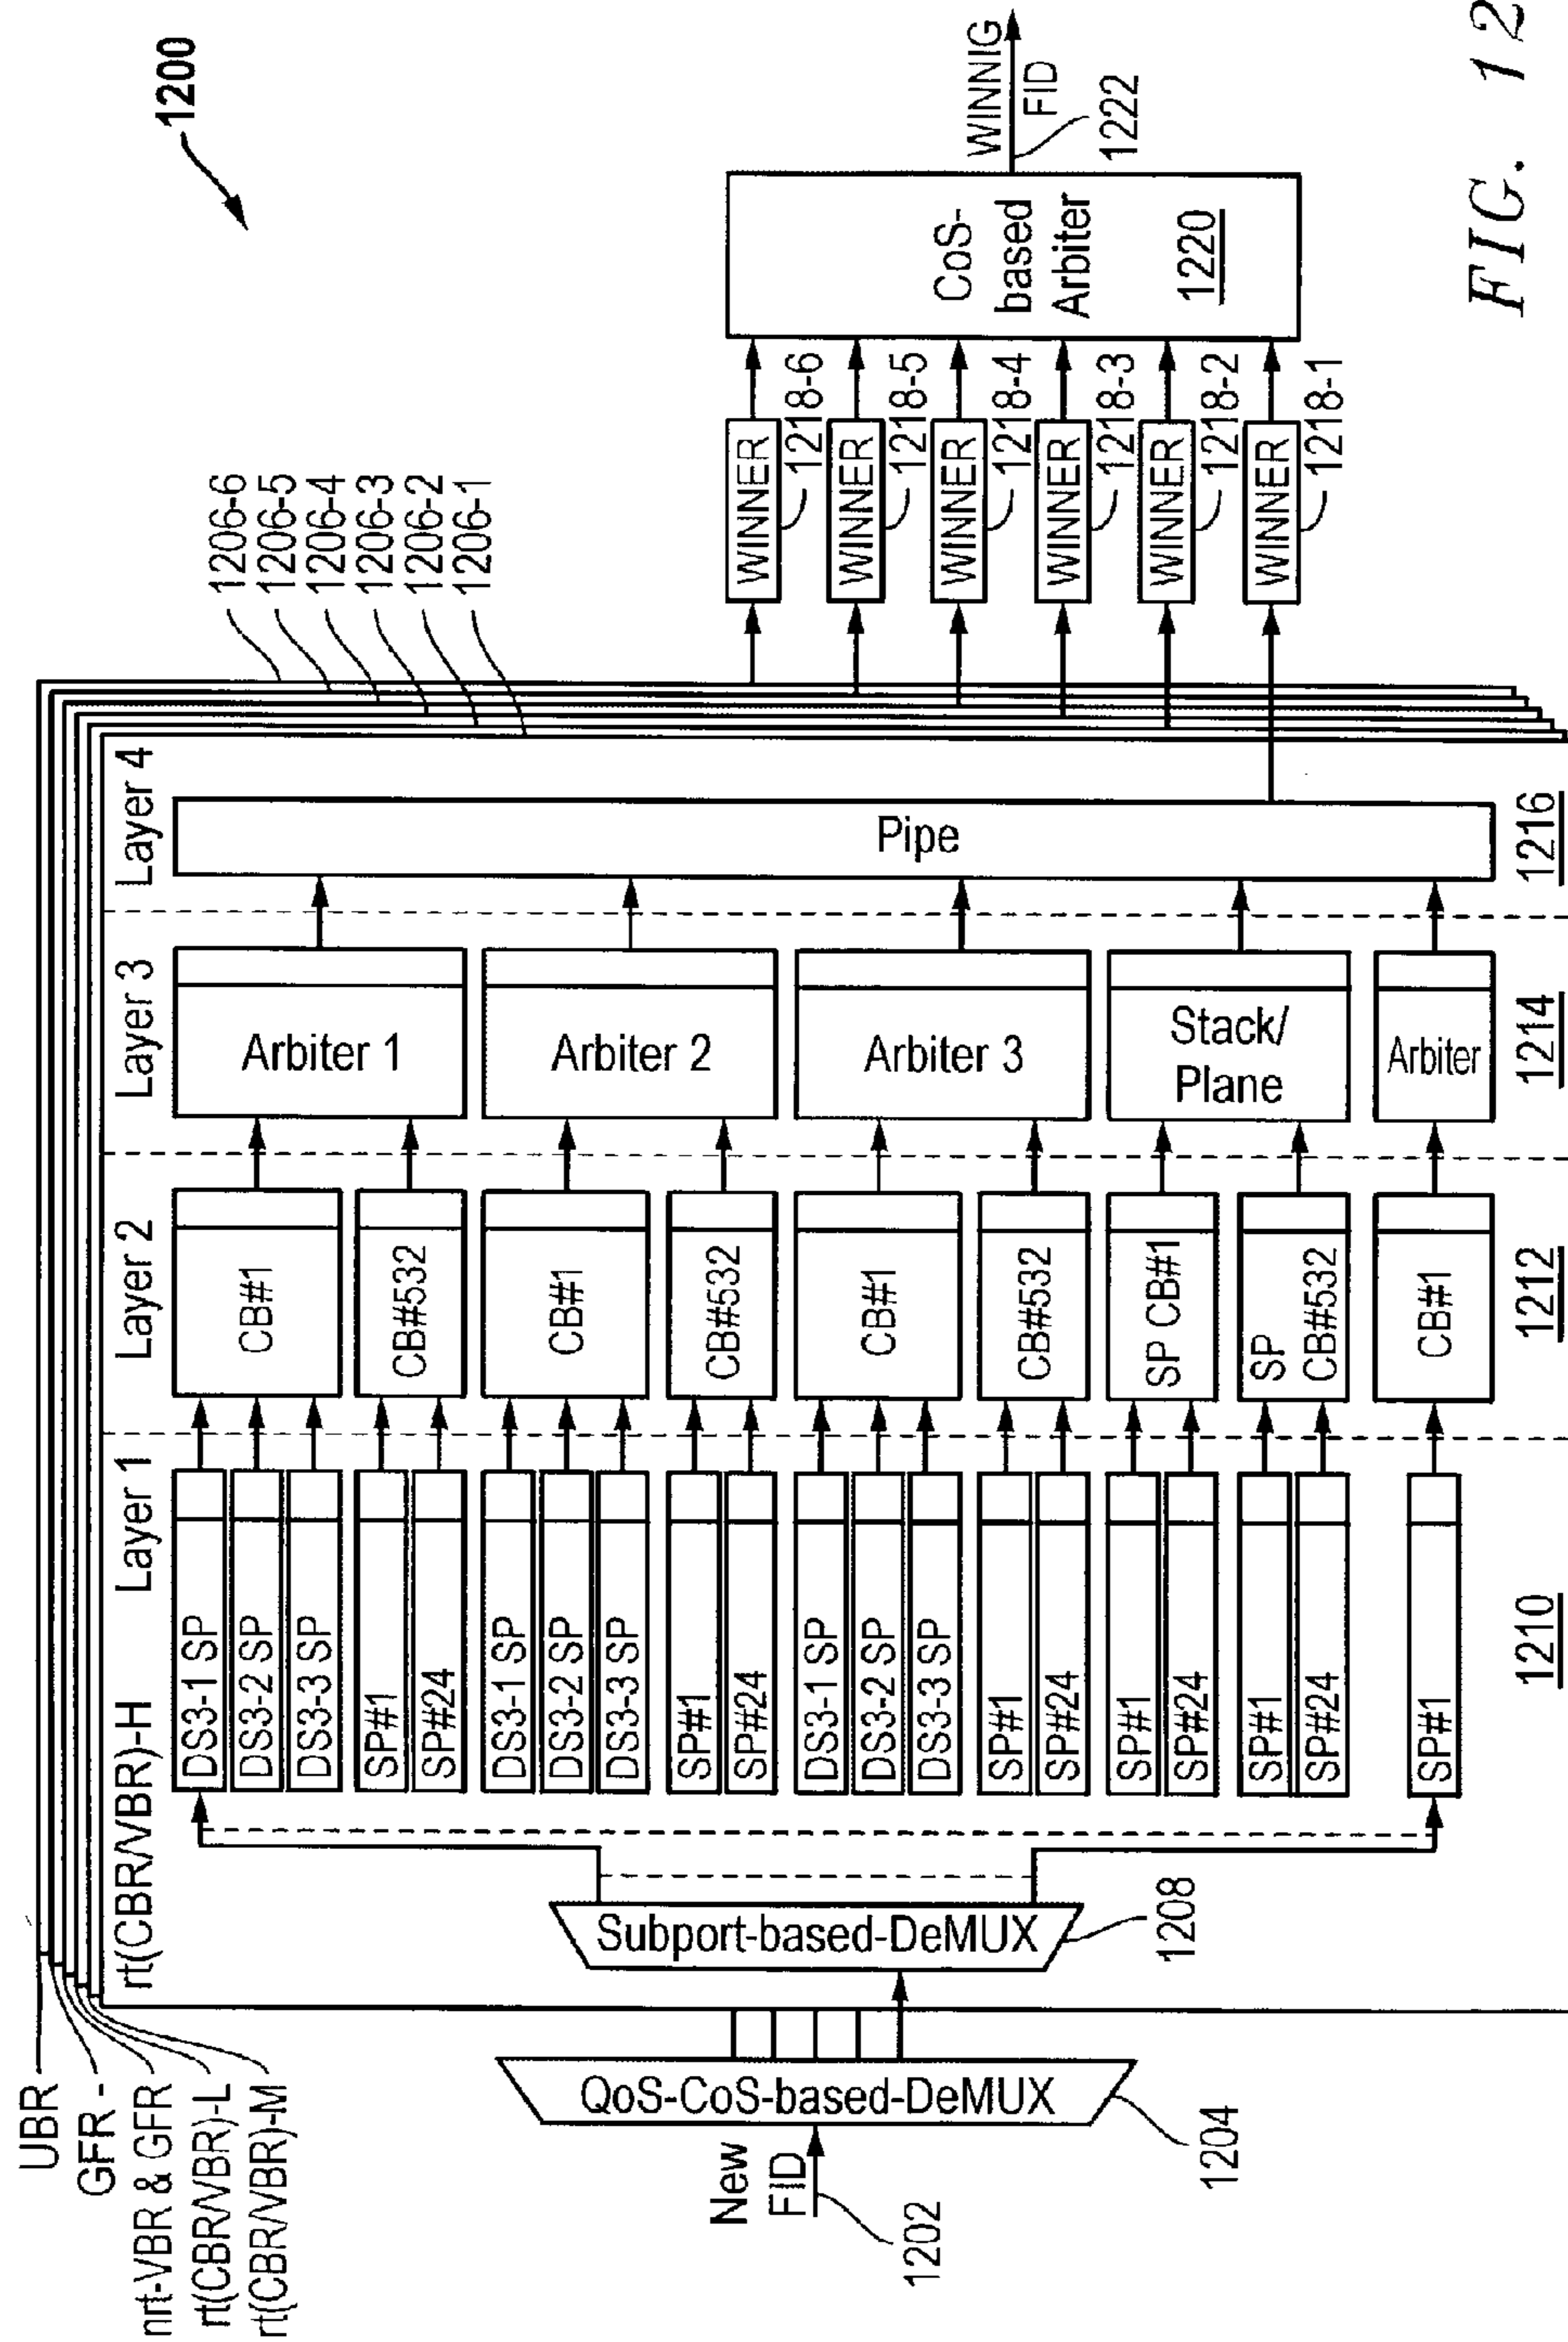 1200
UBR
GFR -
nrt-VBR & GFR
rt(CBR/VBR)-L
rt(CBR/VBR)-M
1206-6
1206-5
1206-4
1206-3
1206-2
1206-1
rt(CBR/VBR)-H
Layer 1
Layer 2
Layer 3
Layer 4
New
FID
1202
QoS-CoS-based-DeMUX
1204
Subport-based-DeMUX
1208
DS3-1 SP
DS3-2 SP
DS3-3 SP
SP#1
SP#24
DS3-1 SP
DS3-2 SP
DS3-3 SP
SP#1
SP#24
DS3-1 SP
DS3-2 SP
DS3-3 SP
SP#1
SP#24
SP#1
SP#24
SP#1
SP#24
SP#1
CB#1
CB#532
CB#1
CB#532
CB#1
CB#532
SP CB#1
SP
CB#532
CB#1
Arbiter 1
Arbiter 2
Arbiter 3
Stack/
Plane
Arbiter
Pipe
1210
1212
1214
1216
WINNER
1218-6
WINNER
1218-5
WINNER
1218-4
WINNER
1218-3
WINNER
1218-2
WINNER
1218-1
CoS-
based
Arbiter
1220
WINNIG
FID
1222
FIG. 12